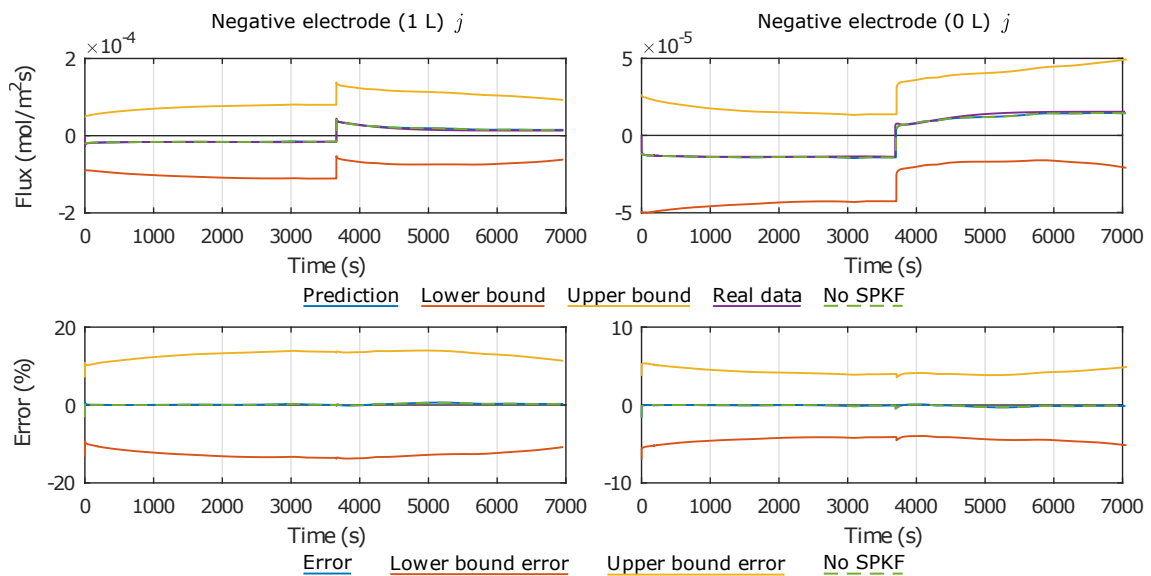 Negative electrode (1 L) j
Negative electrode (0 L) j
×10⁻⁴
×10⁻⁵
Flux (mol/m²s)
2
0
-2
5
0
-5
0 1000 2000 3000 4000 5000 6000 7000
0 1000 2000 3000 4000 5000 6000 7000
Time (s)
Time (s)
Prediction Lower bound Upper bound Real data No SPKF
Error (%)
20
0
-20
10
0
-10
0 1000 2000 3000 4000 5000 6000 7000
0 1000 2000 3000 4000 5000 6000 7000
Time (s)
Time (s)
Error Lower bound error Upper bound error No SPKF